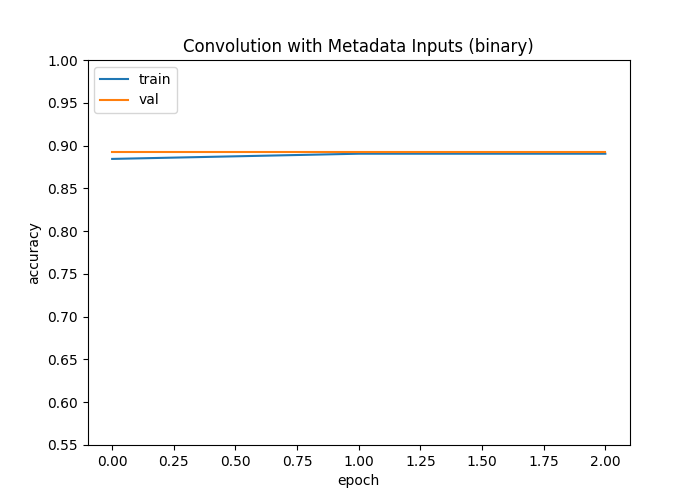 Convolution with Metadata Inputs (binary)
1.00
0.95
0.90
0.85
0.80
0.75
0.70
0.65
0.60
0.55
accuracy
train
val
0.00 0.25 0.50 0.75 1.00 1.25 1.50 1.75 2.00
epoch